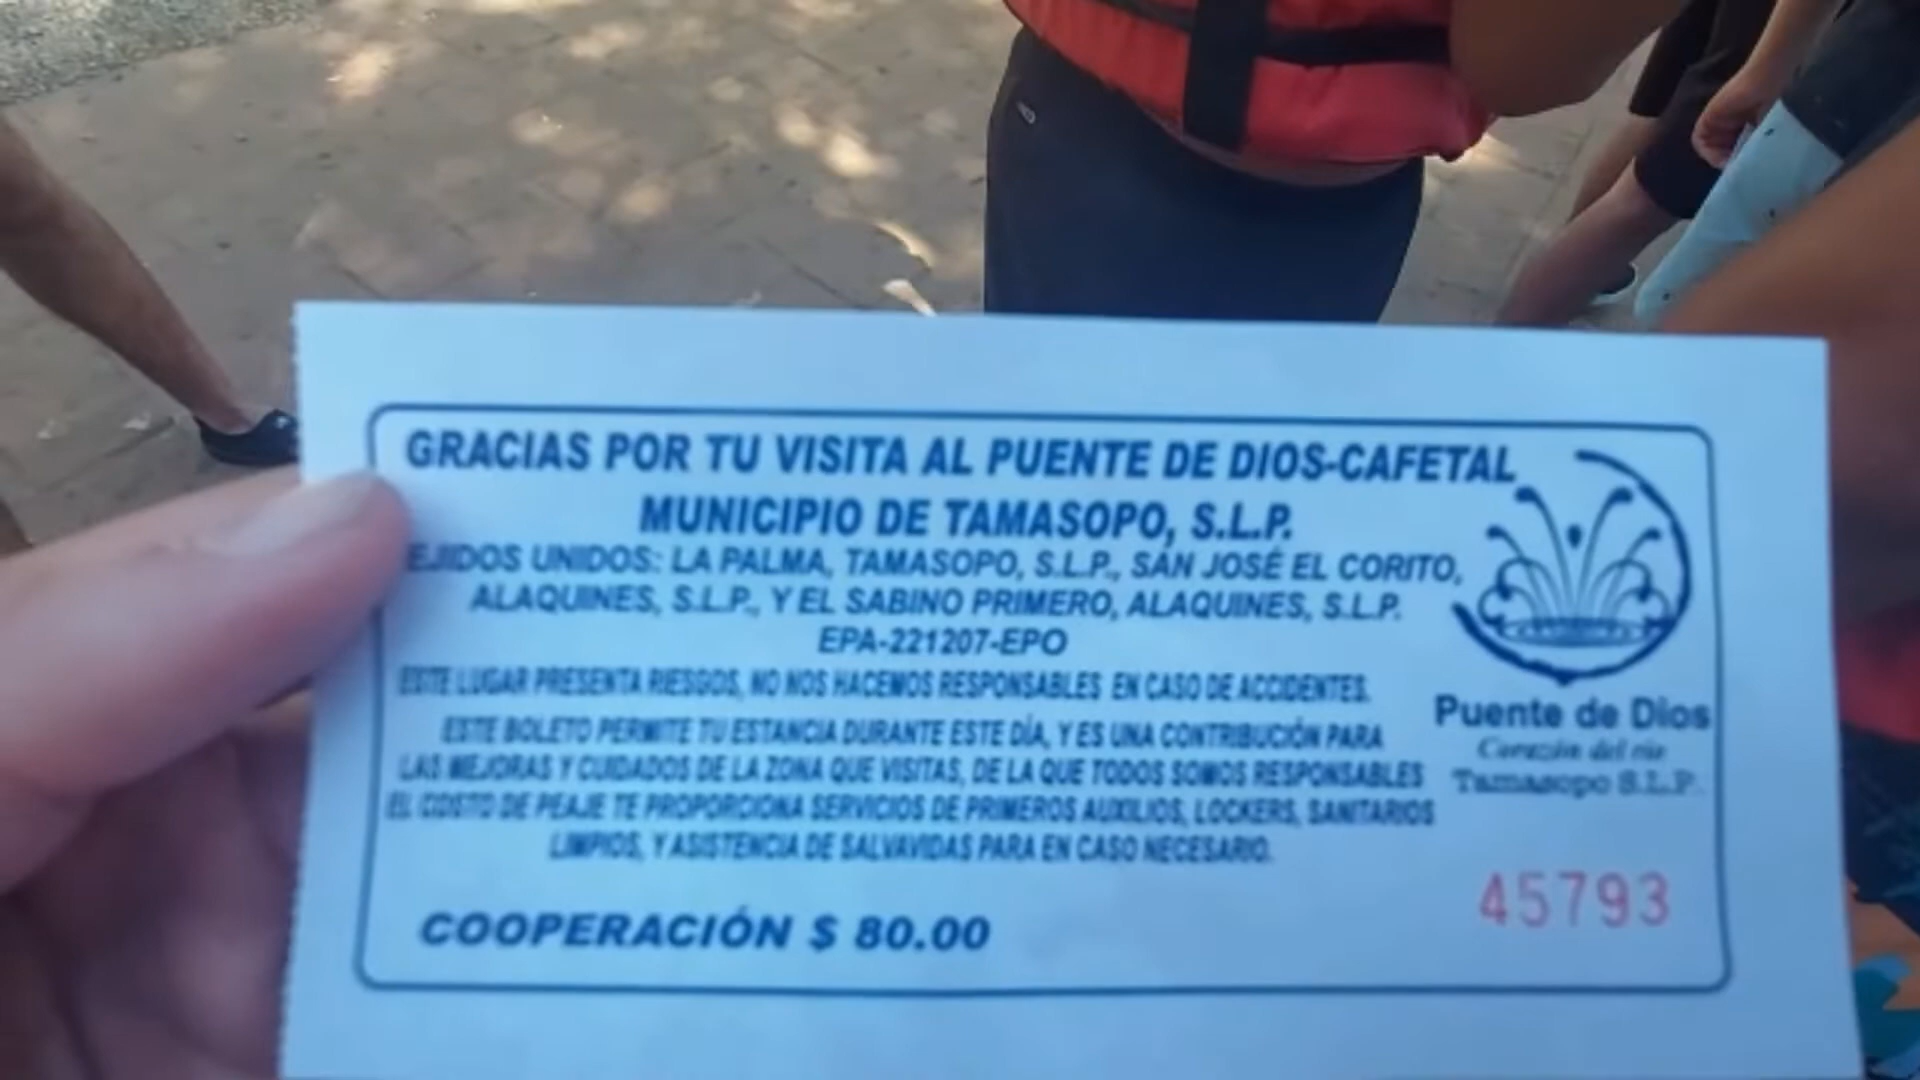 GRACIAS POR TU VISITA AL PUENTE DE DIOS-CAFETAL
MUNICIPIO DE TAMASOPO, S.L.P.
EJIDOS UNIDOS: LA PALMA, TAMASOPO, S.L.P., SAN JOSÉ EL CORITO,
ALAQUINES, S.L.P., Y EL SABINO PRIMERO, ALAQUINES, S.L.P.
EPA-221207-EPO
ESTE LUGAR PRESENTA RIESGOS, NO NOS HACEMOS RESPONSABLES EN CASO DE ACCIDENTES.
ESTE BOLETO PERMITE TU ESTANCIA DURANTE ESTE DÍA, Y ES UNA CONTRIBUCIÓN PARA
LAS MEJORAS Y CUIDADOS DE LA ZONA QUE VISITAS, DE LA QUE TODOS SOMOS RESPONSABLES
EL COSTO DE PEAJE TE PROPORCIONA SERVICIOS DE PRIMEROS AUXILIOS, LOCKERS, SANITARIOS
LIMPIOS, Y ASISTENCIA DE SALVAVIDAS PARA EN CASO NECESARIO.
COOPERACIÓN $ 80.00
Puente de Dios
Corazón del río
Tamasopo S.L.P.
45793